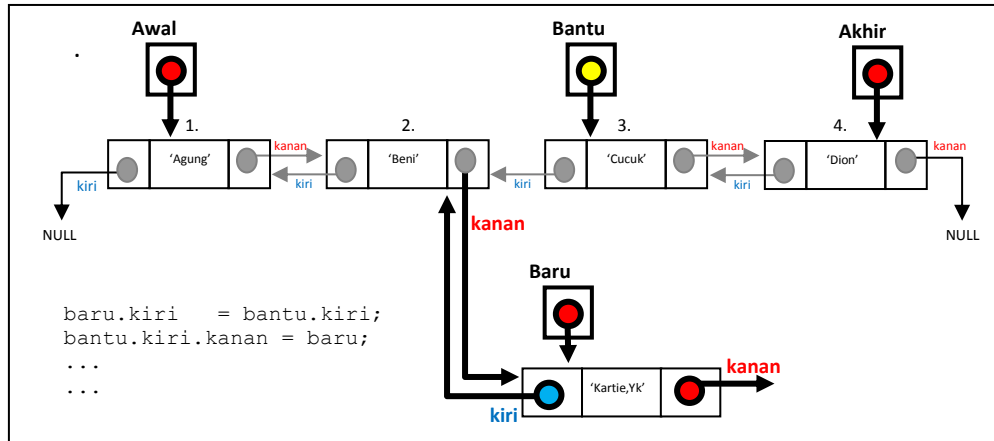 Awal Bantu Akhir
.
1. 2. 3. 4.
'Agung' kanan 'Beni' 'Cucuk' kanan 'Dion' kanan
kiri kiri kiri kiri
NULL NULL
kanan
Baru
baru.kiri   = bantu.kiri;
bantu.kiri.kanan = baru;
...
...
'Kartie,Yk' kanan
kiri